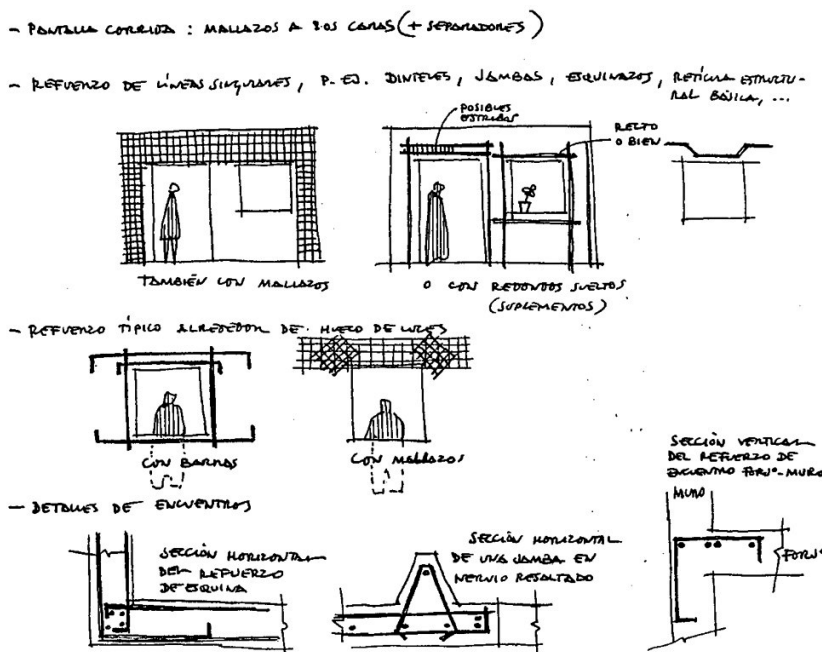 - PANTALLA CORRIDA : MALLAZOS A DOS CARAS (+ SEPARADORES)
- REFUERZO DE LÍNEAS SINGULARES, P. EJ. DINTELES, JAMBAS, ESQUINAZOS, RETÍCULA ESTRUCTU-
RAL BÁSICA, ...
POSIBLES
ESTRIBOS
RECTO
O BIEN
TAMBIÉN CON MALLAZOS
O CON REDONDOS SUELTOS
(SUPLEMENTOS)
- REFUERZO TÍPICO ALREDEDOR DE HUECO DE LUCES
CON BARRAS
CON MALLAZOS
SECCIÓN VERTICAL
DEL REFUERZO DE
ENCUENTRO FORJº-MURO
- DETALLES DE ENCUENTROS
SECCIÓN HORIZONTAL
DEL REFUERZO
DE ESQUINA
SECCIÓN HORIZONTAL
DE UNA JAMBA EN
NERVIO RESALTADO
MURO
FORJº